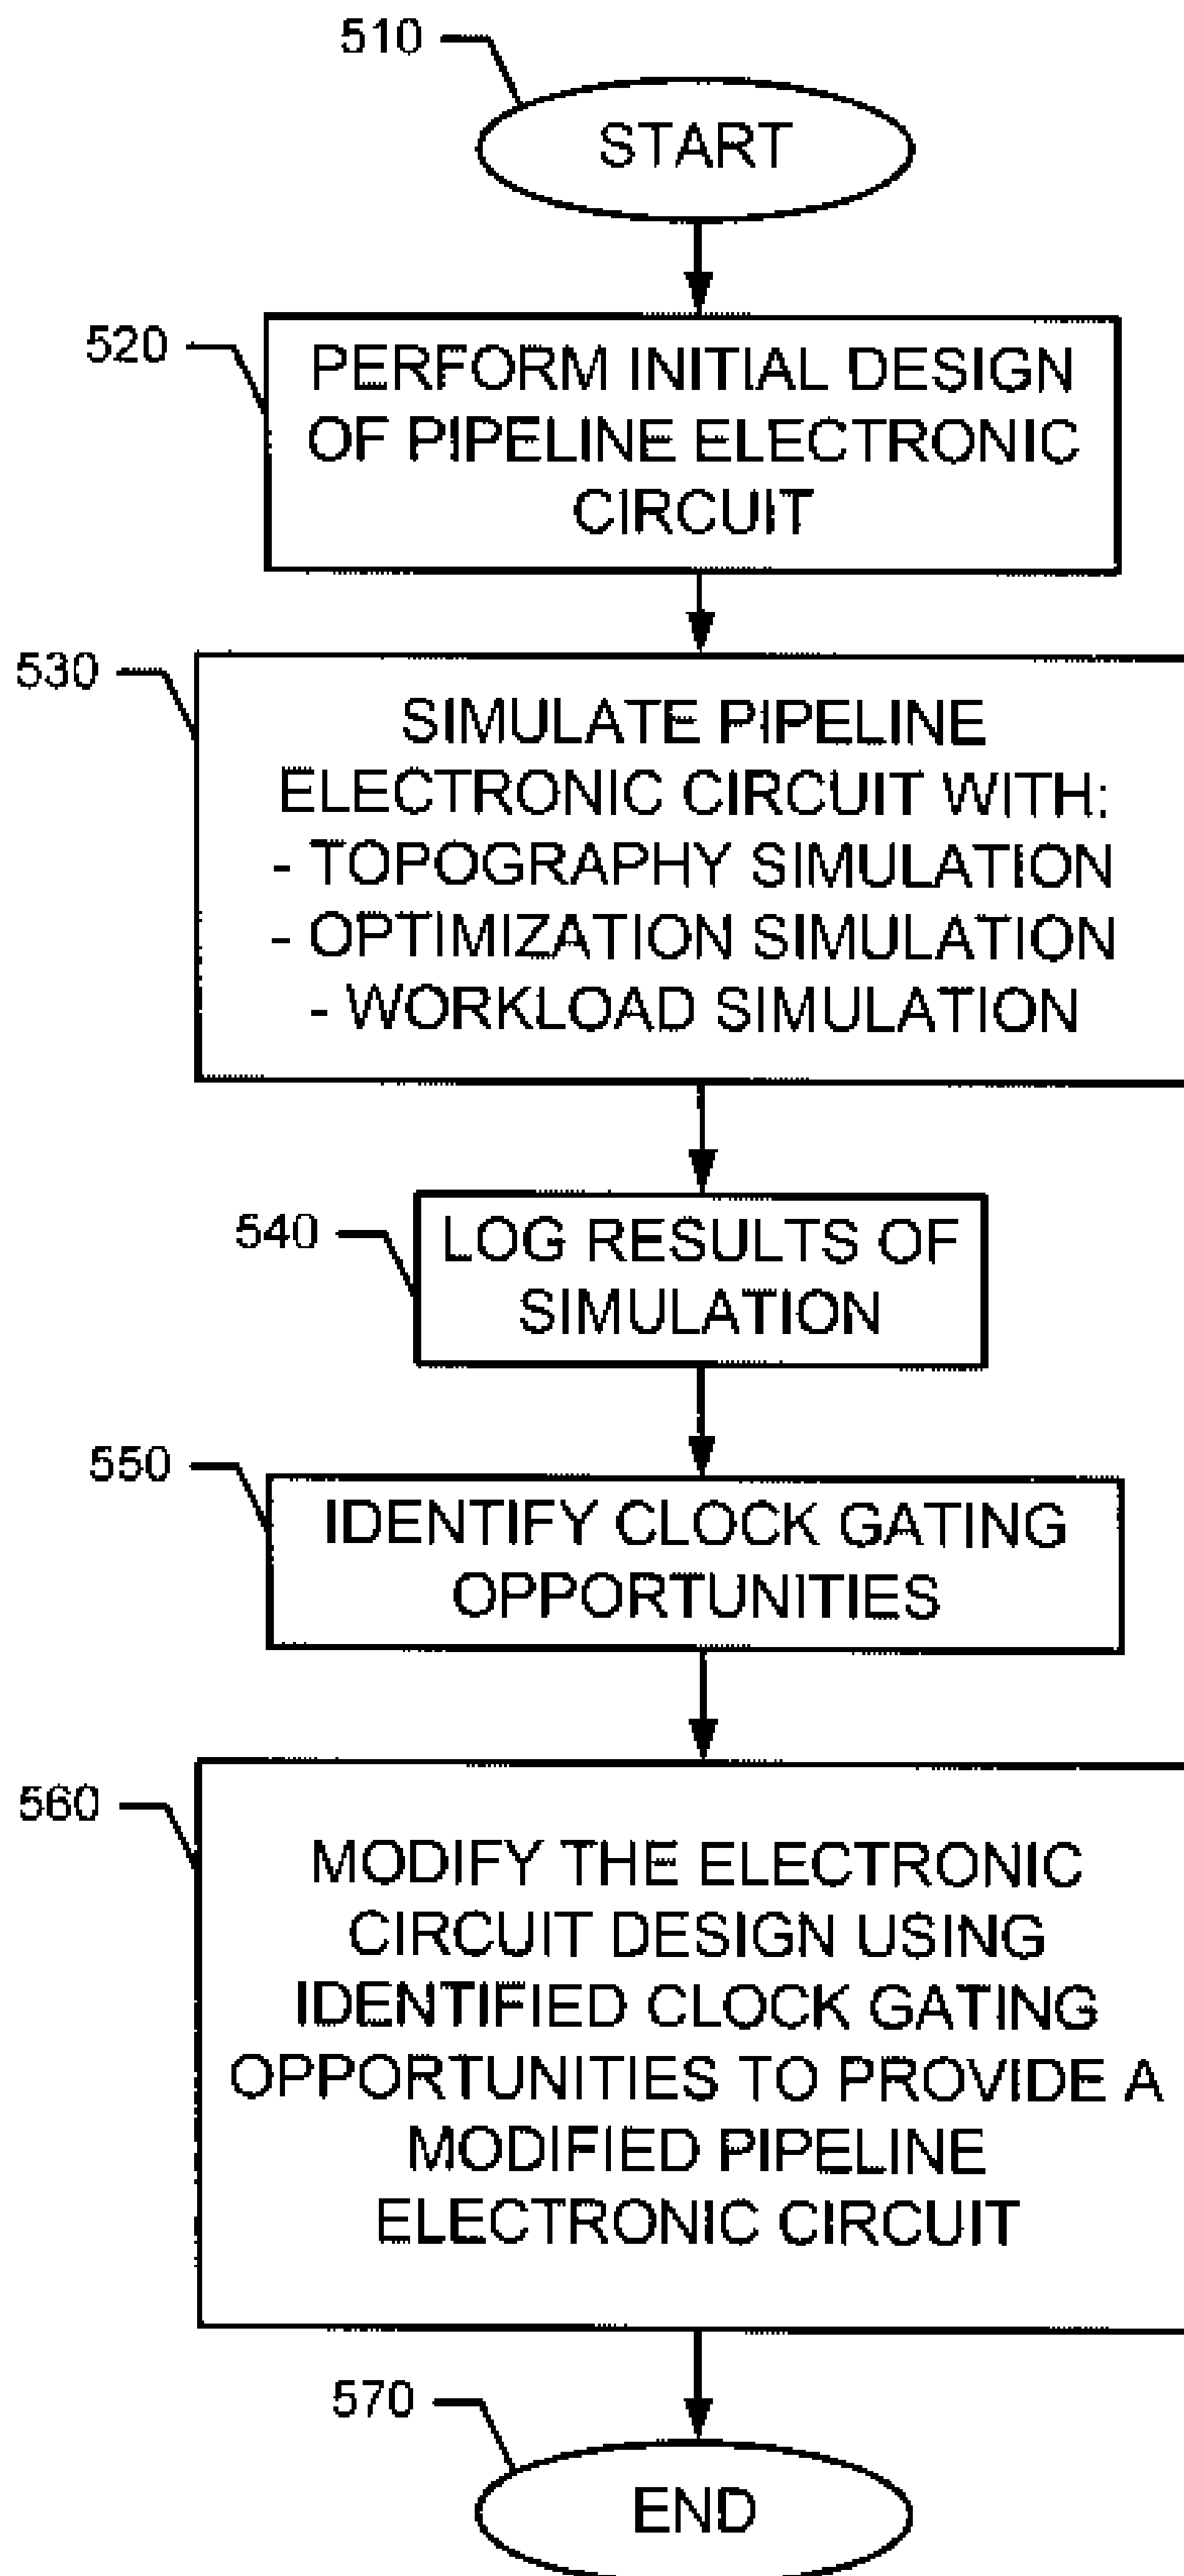 510
START
520
PERFORM INITIAL DESIGN
OF PIPELINE ELECTRONIC
CIRCUIT
530
SIMULATE PIPELINE
ELECTRONIC CIRCUIT WITH:
- TOPOGRAPHY SIMULATION
- OPTIMIZATION SIMULATION
- WORKLOAD SIMULATION
540
LOG RESULTS OF
SIMULATION
550
IDENTIFY CLOCK GATING
OPPORTUNITIES
560
MODIFY THE ELECTRONIC
CIRCUIT DESIGN USING
IDENTIFIED CLOCK GATING
OPPORTUNITIES TO PROVIDE A
MODIFIED PIPELINE
ELECTRONIC CIRCUIT
570
END